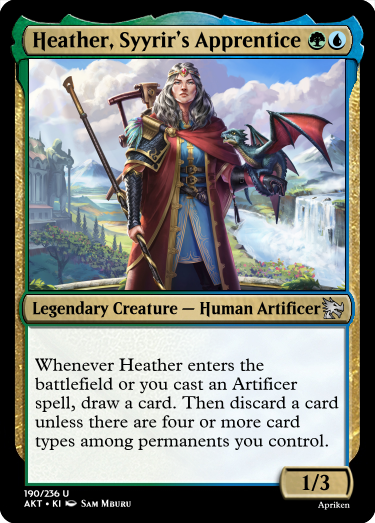 Heather, Syyrir's Apprentice
Legendary Creature — Human Artificer
Whenever Heather enters the
battlefield or you cast an Artificer
spell, draw a card. Then discard a card
unless there are four or more card
types among permanents you control.
1/3
190/236 U
AKT • KI Sam Mburu
Apriken